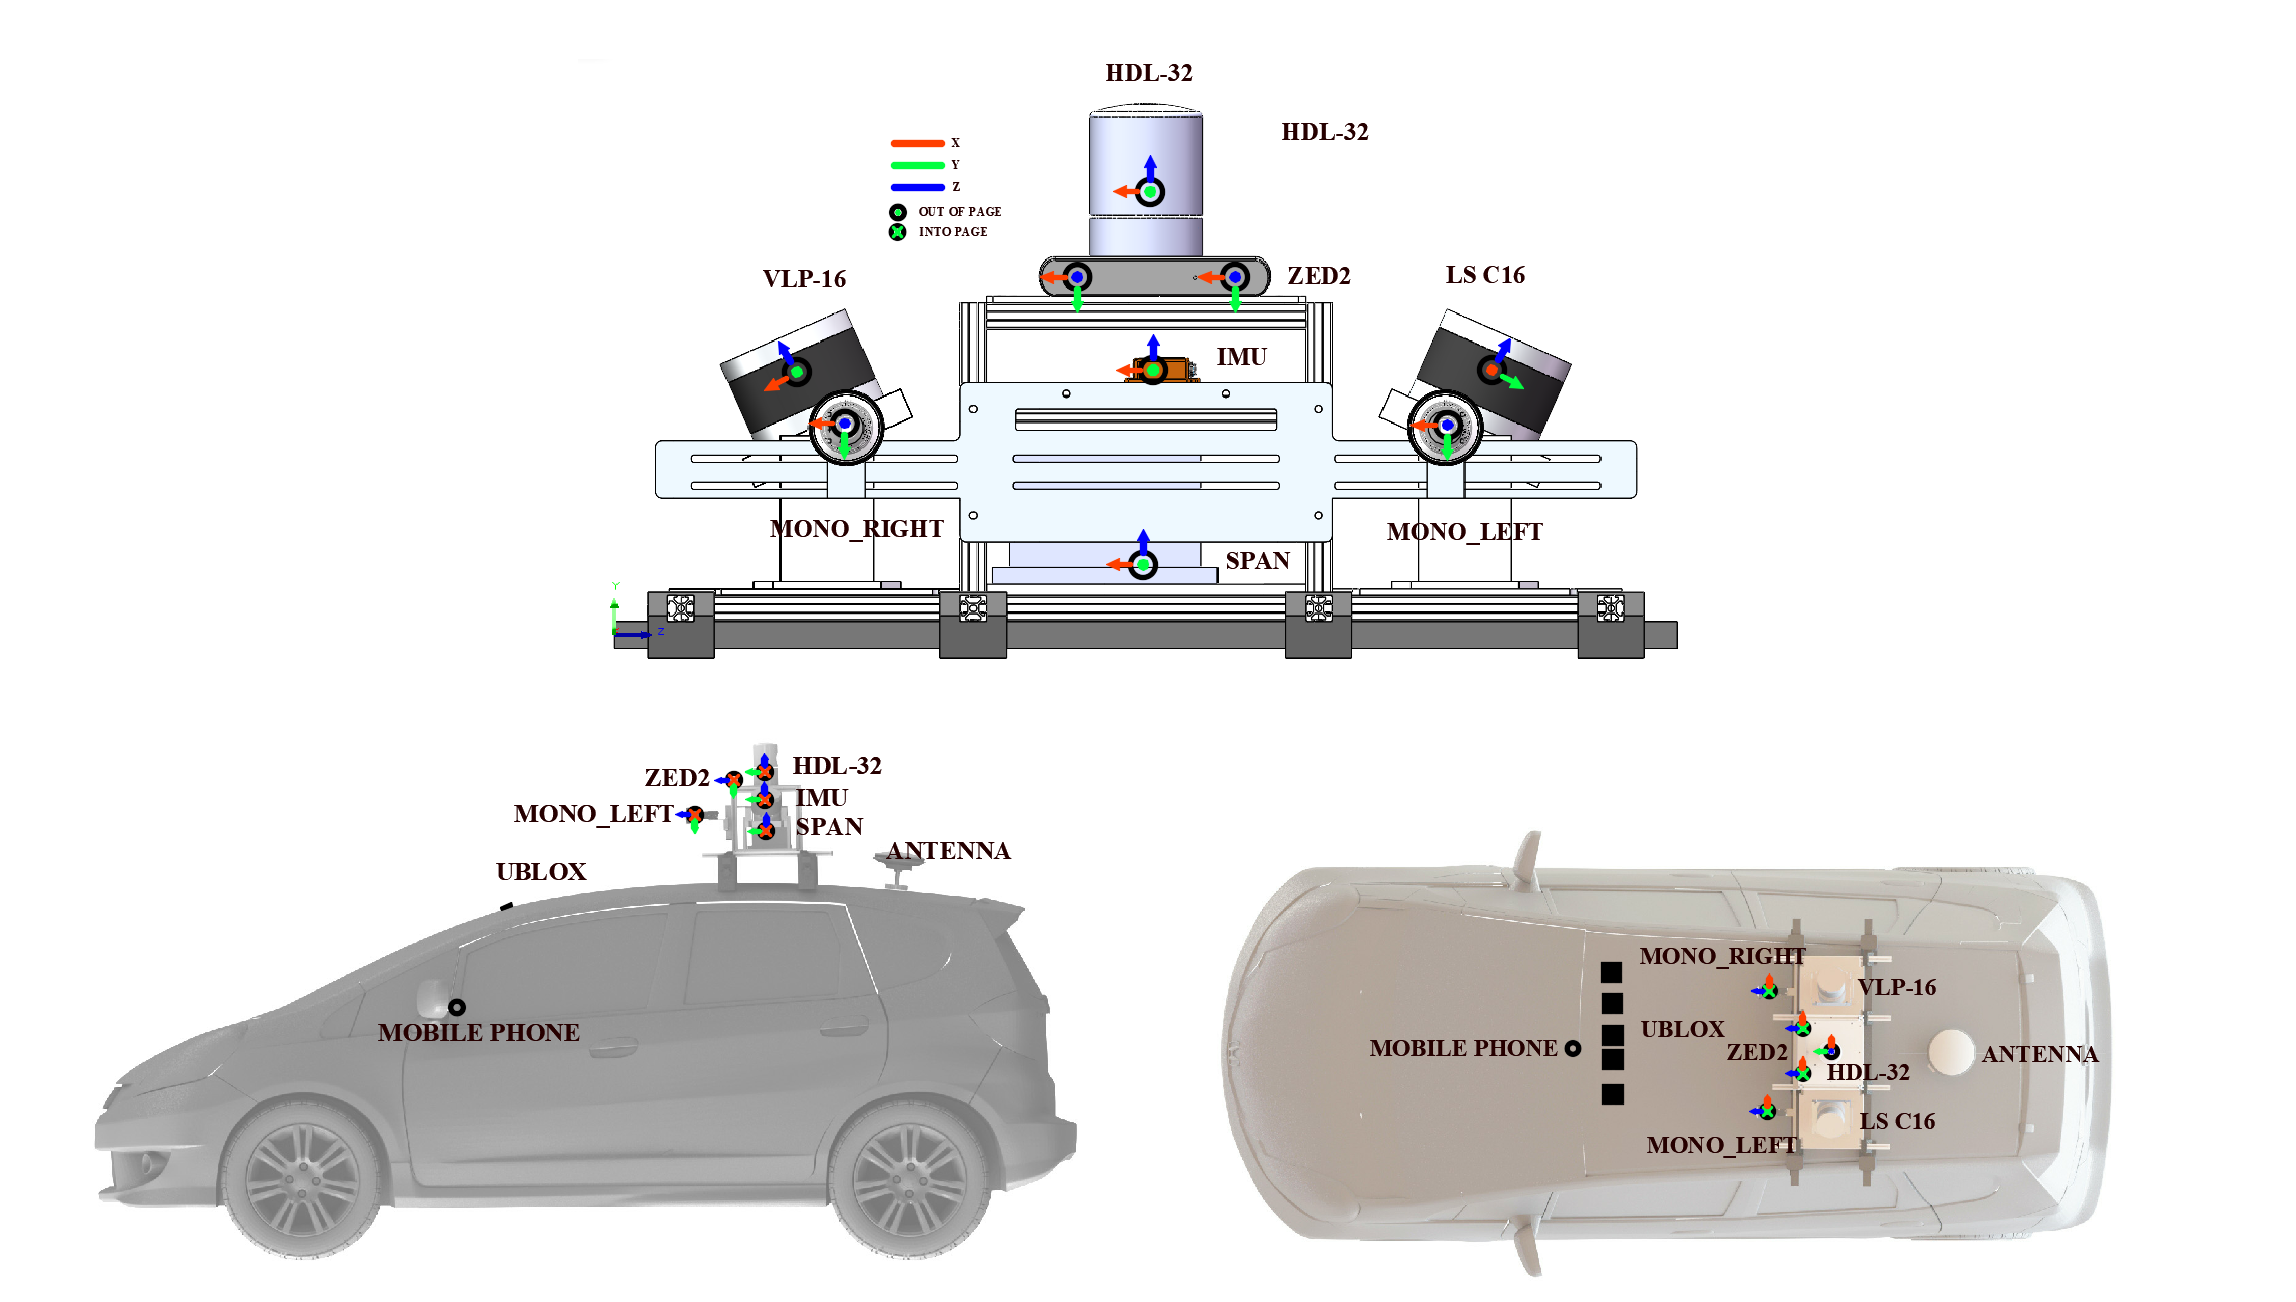 HDL-32
HDL-32
X
Y
Z
OUT OF PAGE
INTO PAGE
VLP-16
ZED2
LS C16
IMU
MONO_RIGHT
MONO_LEFT
SPAN
Y
Z
ZED2
HDL-32
MONO_LEFT
IMU
SPAN
ANTENNA
UBLOX
MOBILE PHONE
MONO_RIGHT
VLP-16
UBLOX
MOBILE PHONE
ZED2
ANTENNA
HDL-32
LS C16
MONO_LEFT